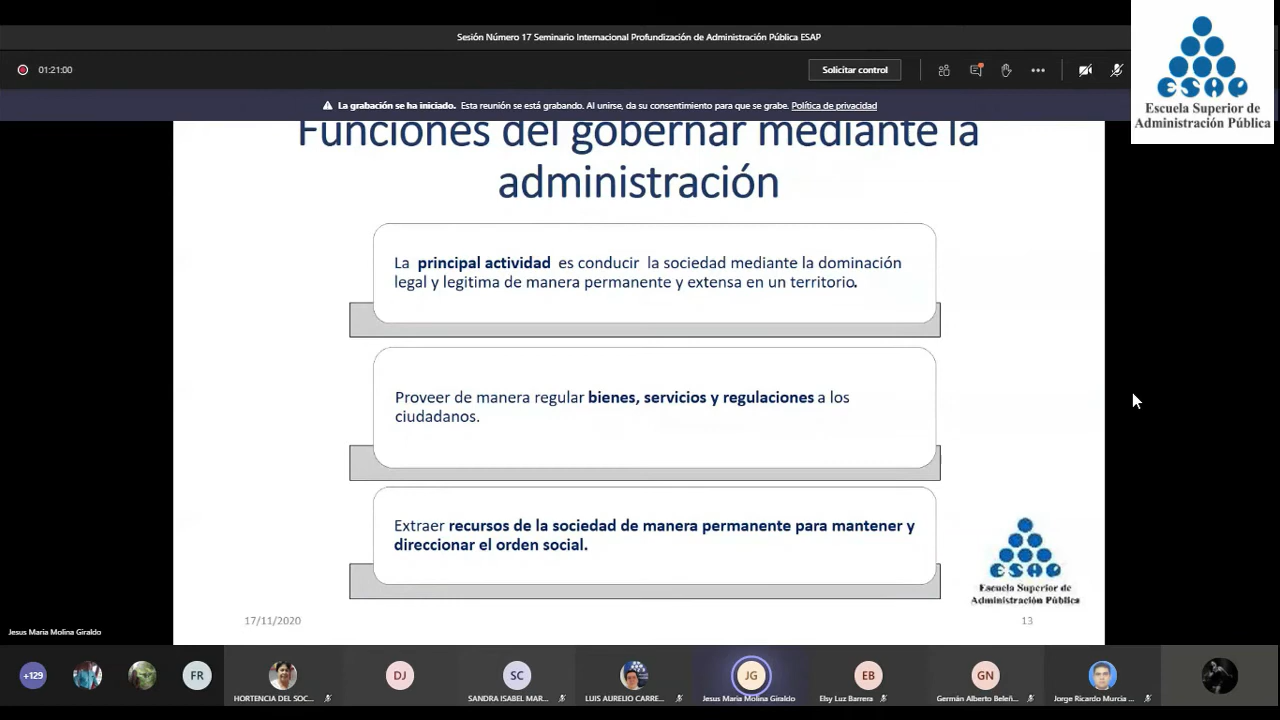 Sesión Número 17 Seminario Internacional Profundización de Administración Pública ESAP
01:21:00
Solicitar control
La grabación se ha iniciado. Esta reunión se está grabando. Al unirse, da su consentimiento para que se grabe. Política de privacidad
ESAP
Escuela Superior de
Administración Pública
Funciones del gobernar mediante la
administración
La principal actividad es conducir la sociedad mediante la dominación
legal y legitima de manera permanente y extensa en un territorio.
Proveer de manera regular bienes, servicios y regulaciones a los
ciudadanos.
Extraer recursos de la sociedad de manera permanente para mantener y
direccionar el orden social.
ESAP
Escuela Superior de
Administración Pública
17/11/2020
13
Jesus Maria Molina Giraldo
+129
FR
HORTENCIA DEL SOC...
DJ
SC
SANDRA ISABEL MAR...
LUIS AURELIO CARRE...
JG
Jesus Maria Molina Giraldo
EB
Elsy Luz Barrera
GN
Germán Alberto Beleñ...
Jorge Ricardo Murcia ...